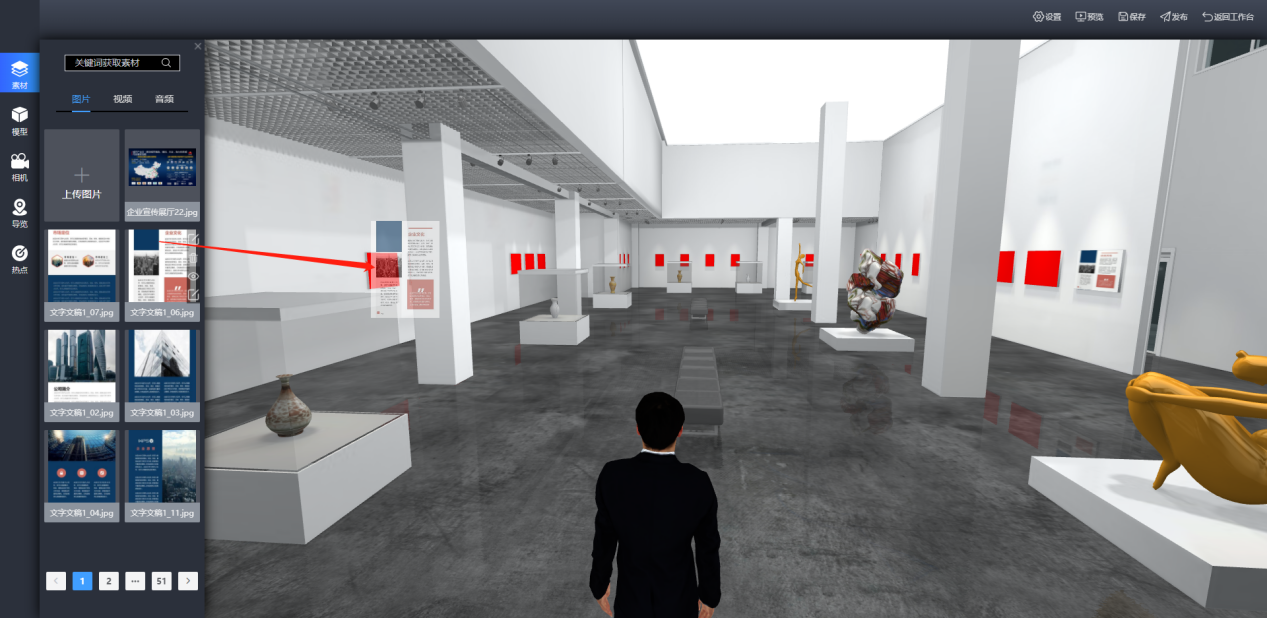 设置
预览
保存
发布
返回工作台
素材
模型
相机
导览
热点
关键词获取素材
图片
视频
音频
上传图片
企业宣传展厅22.jpg
文字文稿1_07.jpg
文字文稿1_06.jpg
文字文稿1_02.jpg
文字文稿1_03.jpg
文字文稿1_04.jpg
文字文稿1_11.jpg
1
2
···
51